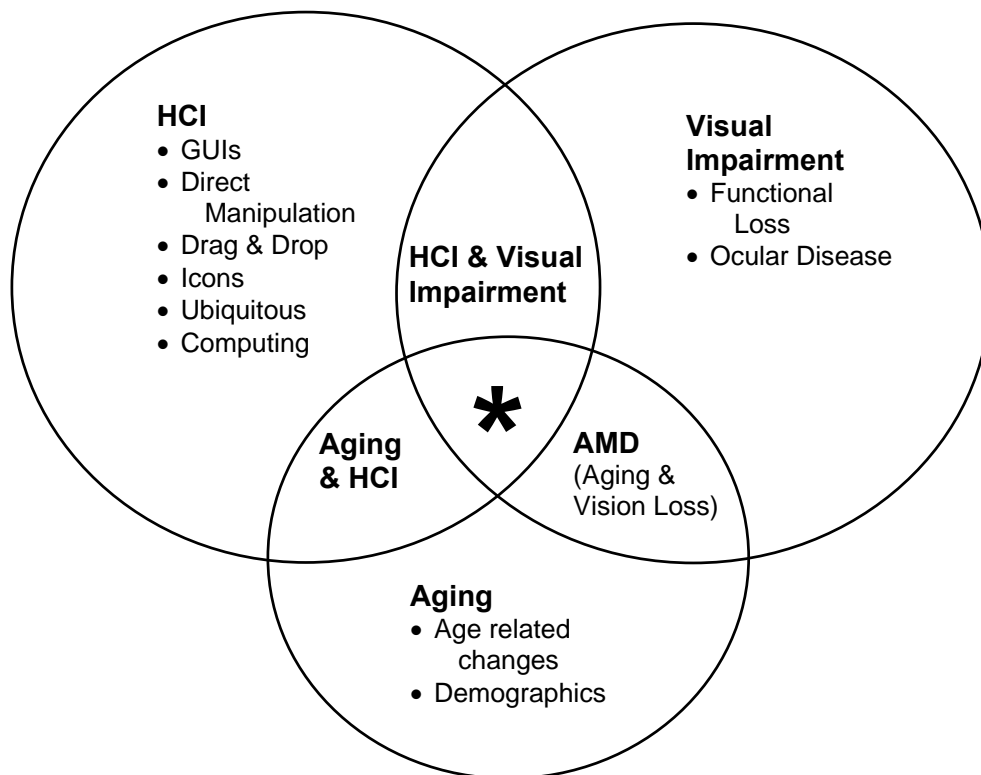 HCI
• GUIs
• Direct
Manipulation
• Drag & Drop
• Icons
• Ubiquitous
• Computing
Visual
Impairment
• Functional
Loss
• Ocular Disease
HCI & Visual
Impairment
*
Aging
& HCI
AMD
(Aging &
Vision Loss)
Aging
• Age related
changes
• Demographics